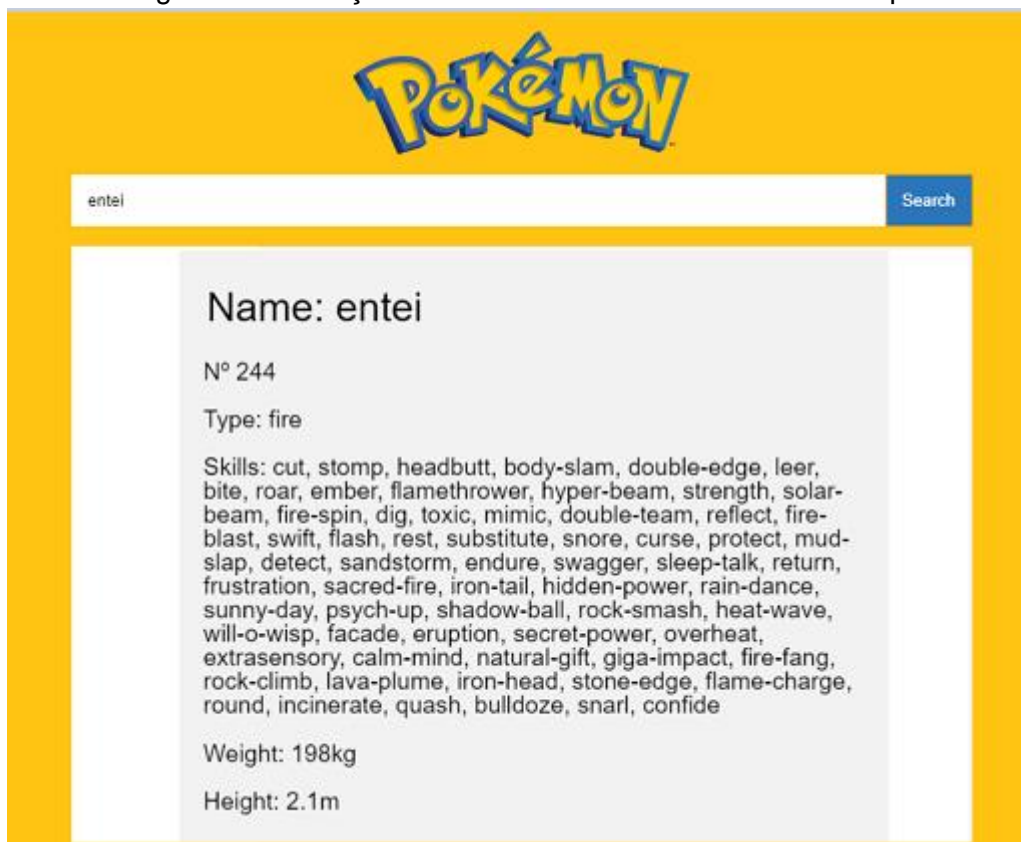 Pokémon
entei
Search
Name: entei
Nº 244
Type: fire
Skills: cut, stomp, headbutt, body-slam, double-edge, leer,
bite, roar, ember, flamethrower, hyper-beam, strength, solar-
beam, fire-spin, dig, toxic, mimic, double-team, reflect, fire-
blast, swift, flash, rest, substitute, snore, curse, protect, mud-
slap, detect, sandstorm, endure, swagger, sleep-talk, return,
frustration, sacred-fire, iron-tail, hidden-power, rain-dance,
sunny-day, psych-up, shadow-ball, rock-smash, heat-wave,
will-o-wisp, facade, eruption, secret-power, overheat,
extrasensory, calm-mind, natural-gift, giga-impact, fire-fang,
rock-climb, lava-plume, iron-head, stone-edge, flame-charge,
round, incinerate, quash, bulldoze, snarl, confide
Weight: 198kg
Height: 2.1m